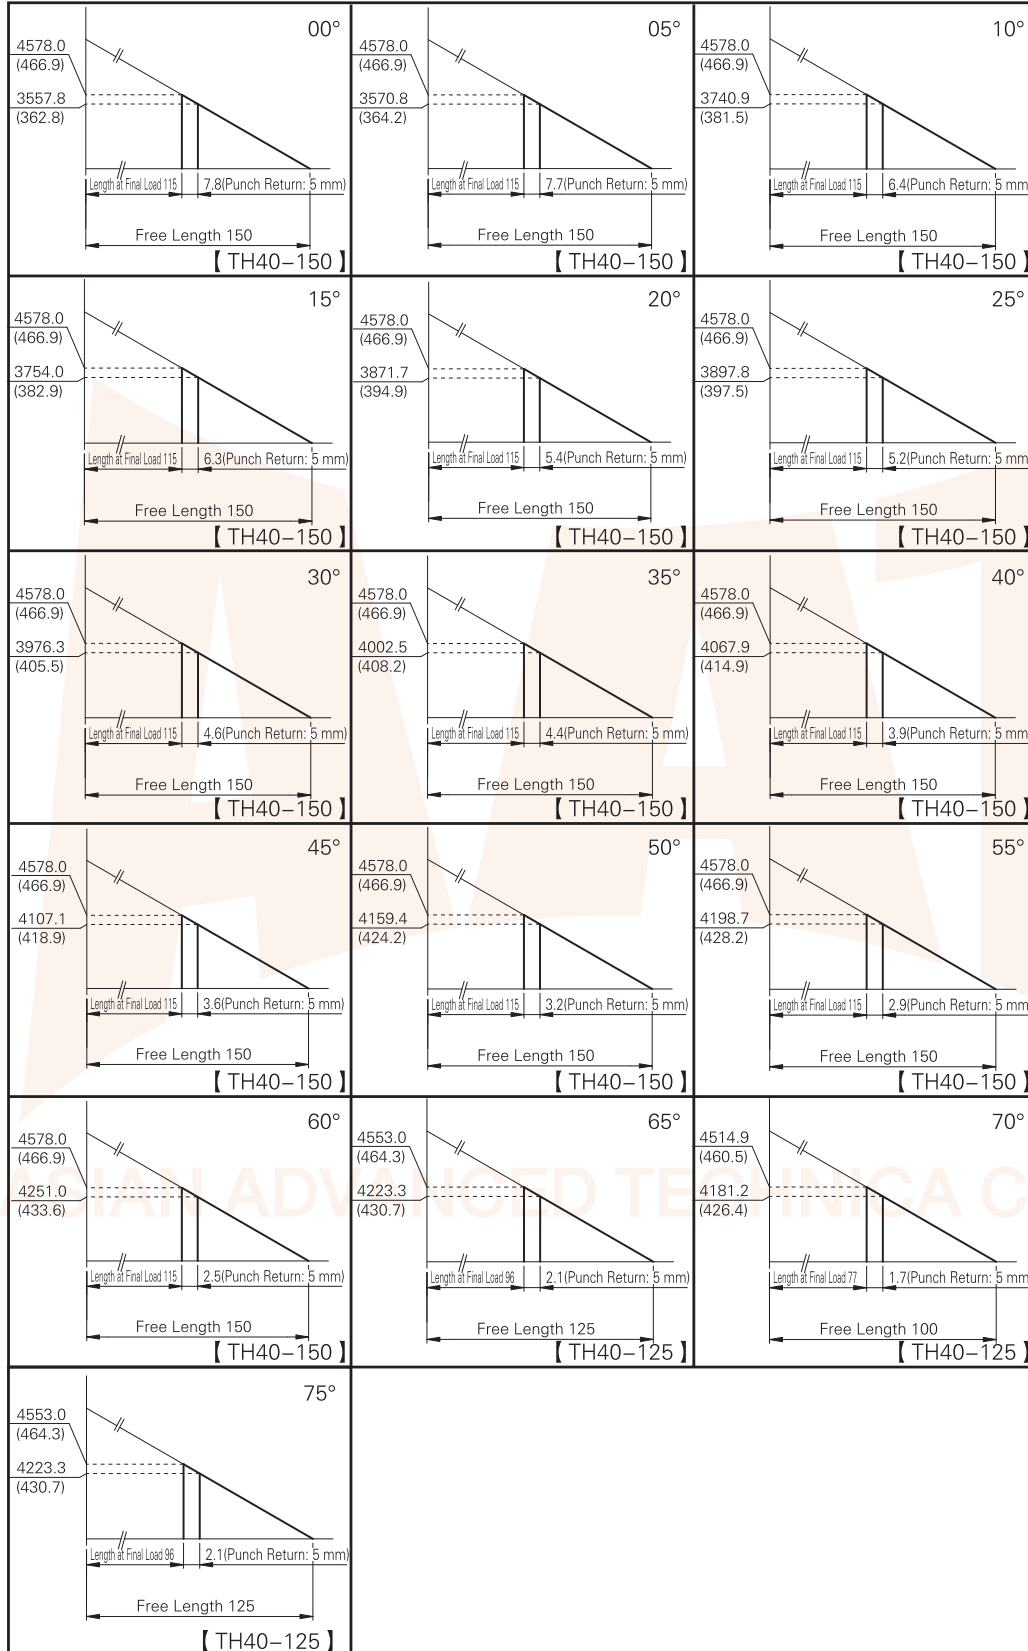 00°
4578.0
(466.9)
3557.8
(362.8)
Length at Final Load 115
7.8(Punch Return: 5 mm)
Free Length 150
【 TH40–150 】
05°
4578.0
(466.9)
3570.8
(364.2)
Length at Final Load 115
7.7(Punch Return: 5 mm)
Free Length 150
【 TH40–150 】
10°
4578.0
(466.9)
3740.9
(381.5)
Length at Final Load 115
6.4(Punch Return: 5 mm
Free Length 150
【 TH40–150 】
15°
4578.0
(466.9)
3754.0
(382.9)
Length at Final Load 115
6.3(Punch Return: 5 mm)
Free Length 150
【 TH40–150 】
20°
4578.0
(466.9)
3871.7
(394.9)
Length at Final Load 115
5.4(Punch Return: 5 mm)
Free Length 150
【 TH40–150 】
25°
4578.0
(466.9)
3897.8
(397.5)
Length at Final Load 115
5.2(Punch Return: 5 mm
Free Length 150
【 TH40–150 】
30°
4578.0
(466.9)
3976.3
(405.5)
Length at Final Load 115
4.6(Punch Return: 5 mm)
Free Length 150
【 TH40–150 】
35°
4578.0
(466.9)
4002.5
(408.2)
Length at Final Load 115
4.4(Punch Return: 5 mm)
Free Length 150
【 TH40–150 】
40°
4578.0
(466.9)
4067.9
(414.9)
Length at Final Load 115
3.9(Punch Return: 5 mm
Free Length 150
【 TH40–150 】
45°
4578.0
(466.9)
4107.1
(418.9)
Length at Final Load 115
3.6(Punch Return: 5 mm)
Free Length 150
【 TH40–150 】
50°
4578.0
(466.9)
4159.4
(424.2)
Length at Final Load 115
3.2(Punch Return: 5 mm)
Free Length 150
【 TH40–150 】
55°
4578.0
(466.9)
4198.7
(428.2)
Length at Final Load 115
2.9(Punch Return: 5 mm
Free Length 150
【 TH40–150 】
60°
4578.0
(466.9)
4251.0
(433.6)
Length at Final Load 115
2.5(Punch Return: 5 mm)
Free Length 150
【 TH40–150 】
65°
4553.0
(464.3)
4223.3
(430.7)
Length at Final Load 96
2.1(Punch Return: 5 mm)
Free Length 125
【 TH40–125 】
70°
4514.9
(460.5)
4181.2
(426.4)
Length at Final Load 77
1.7(Punch Return: 5 mm
Free Length 100
【 TH40–125 】
ASIAN ADVANCED TECHNICA C
75°
4553.0
(464.3)
4223.3
(430.7)
Length at Final Load 96
2.1(Punch Return: 5 mm)
Free Length 125
【 TH40–125 】